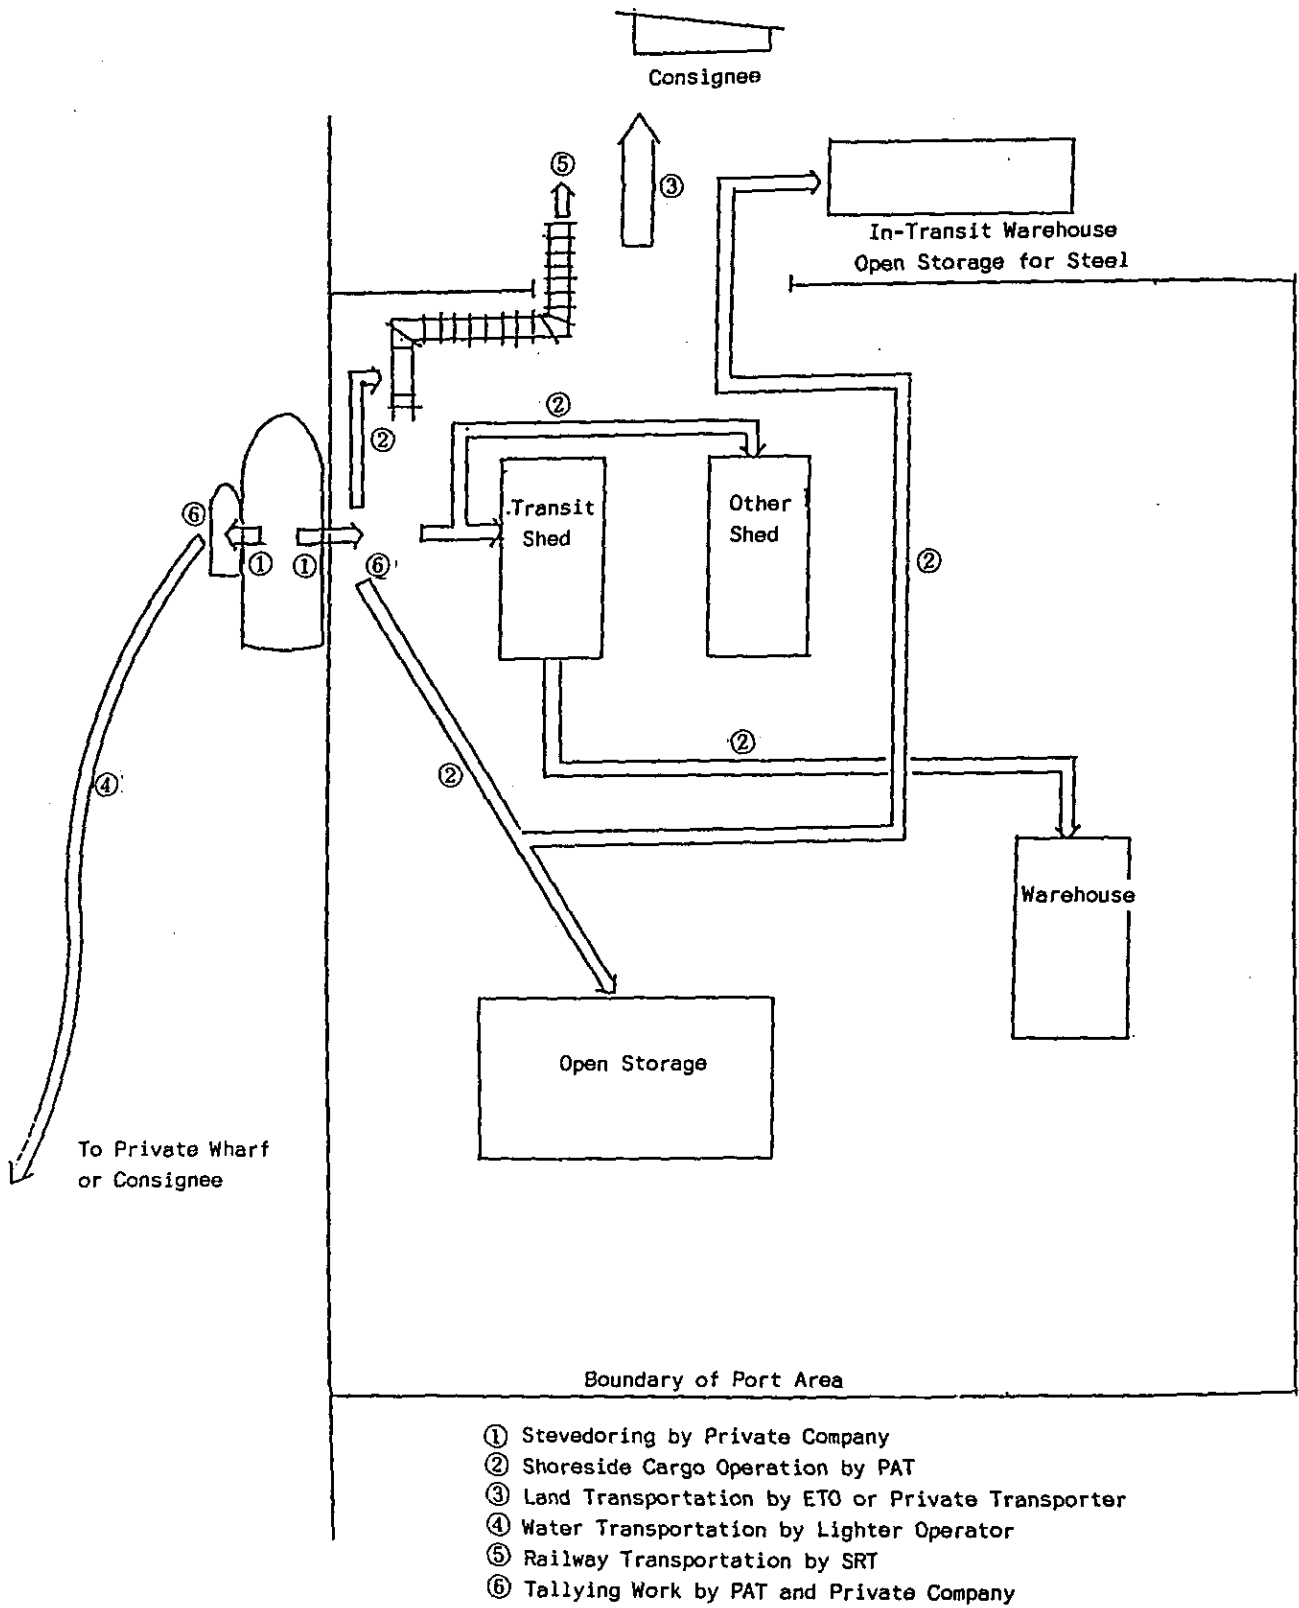 Consignee
⑤
③
In-Transit Warehouse
Open Storage for Steel
②
②
Transit
Shed
Other
Shed
⑥
①
①
⑥
②
②
②
④
Warehouse
Open Storage
To Private Wharf
or Consignee
Boundary of Port Area
① Stevedoring by Private Company
② Shoreside Cargo Operation by PAT
③ Land Transportation by ETO or Private Transporter
④ Water Transportation by Lighter Operator
⑤ Railway Transportation by SRT
⑥ Tallying Work by PAT and Private Company